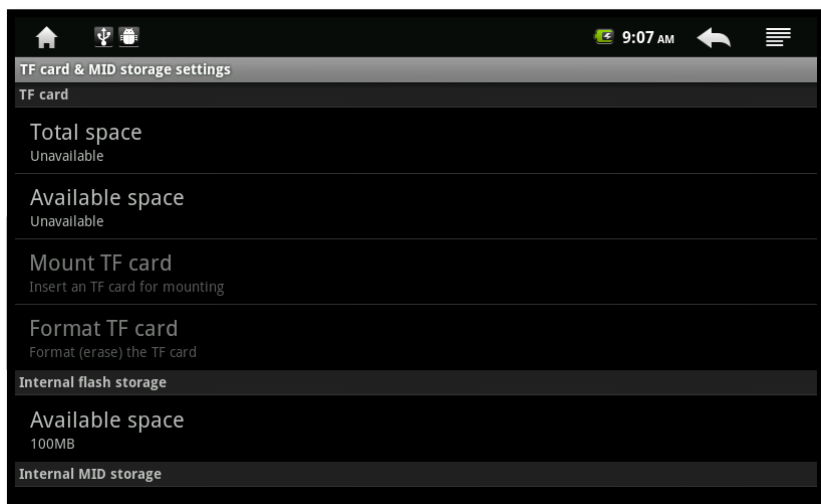 9:07 AM
TF card & MID storage settings
TF card
Total space
Unavailable
Available space
Unavailable
Mount TF card
Insert an TF card for mounting
Format TF card
Format (erase) the TF card
Internal flash storage
Available space
100MB
Internal MID storage